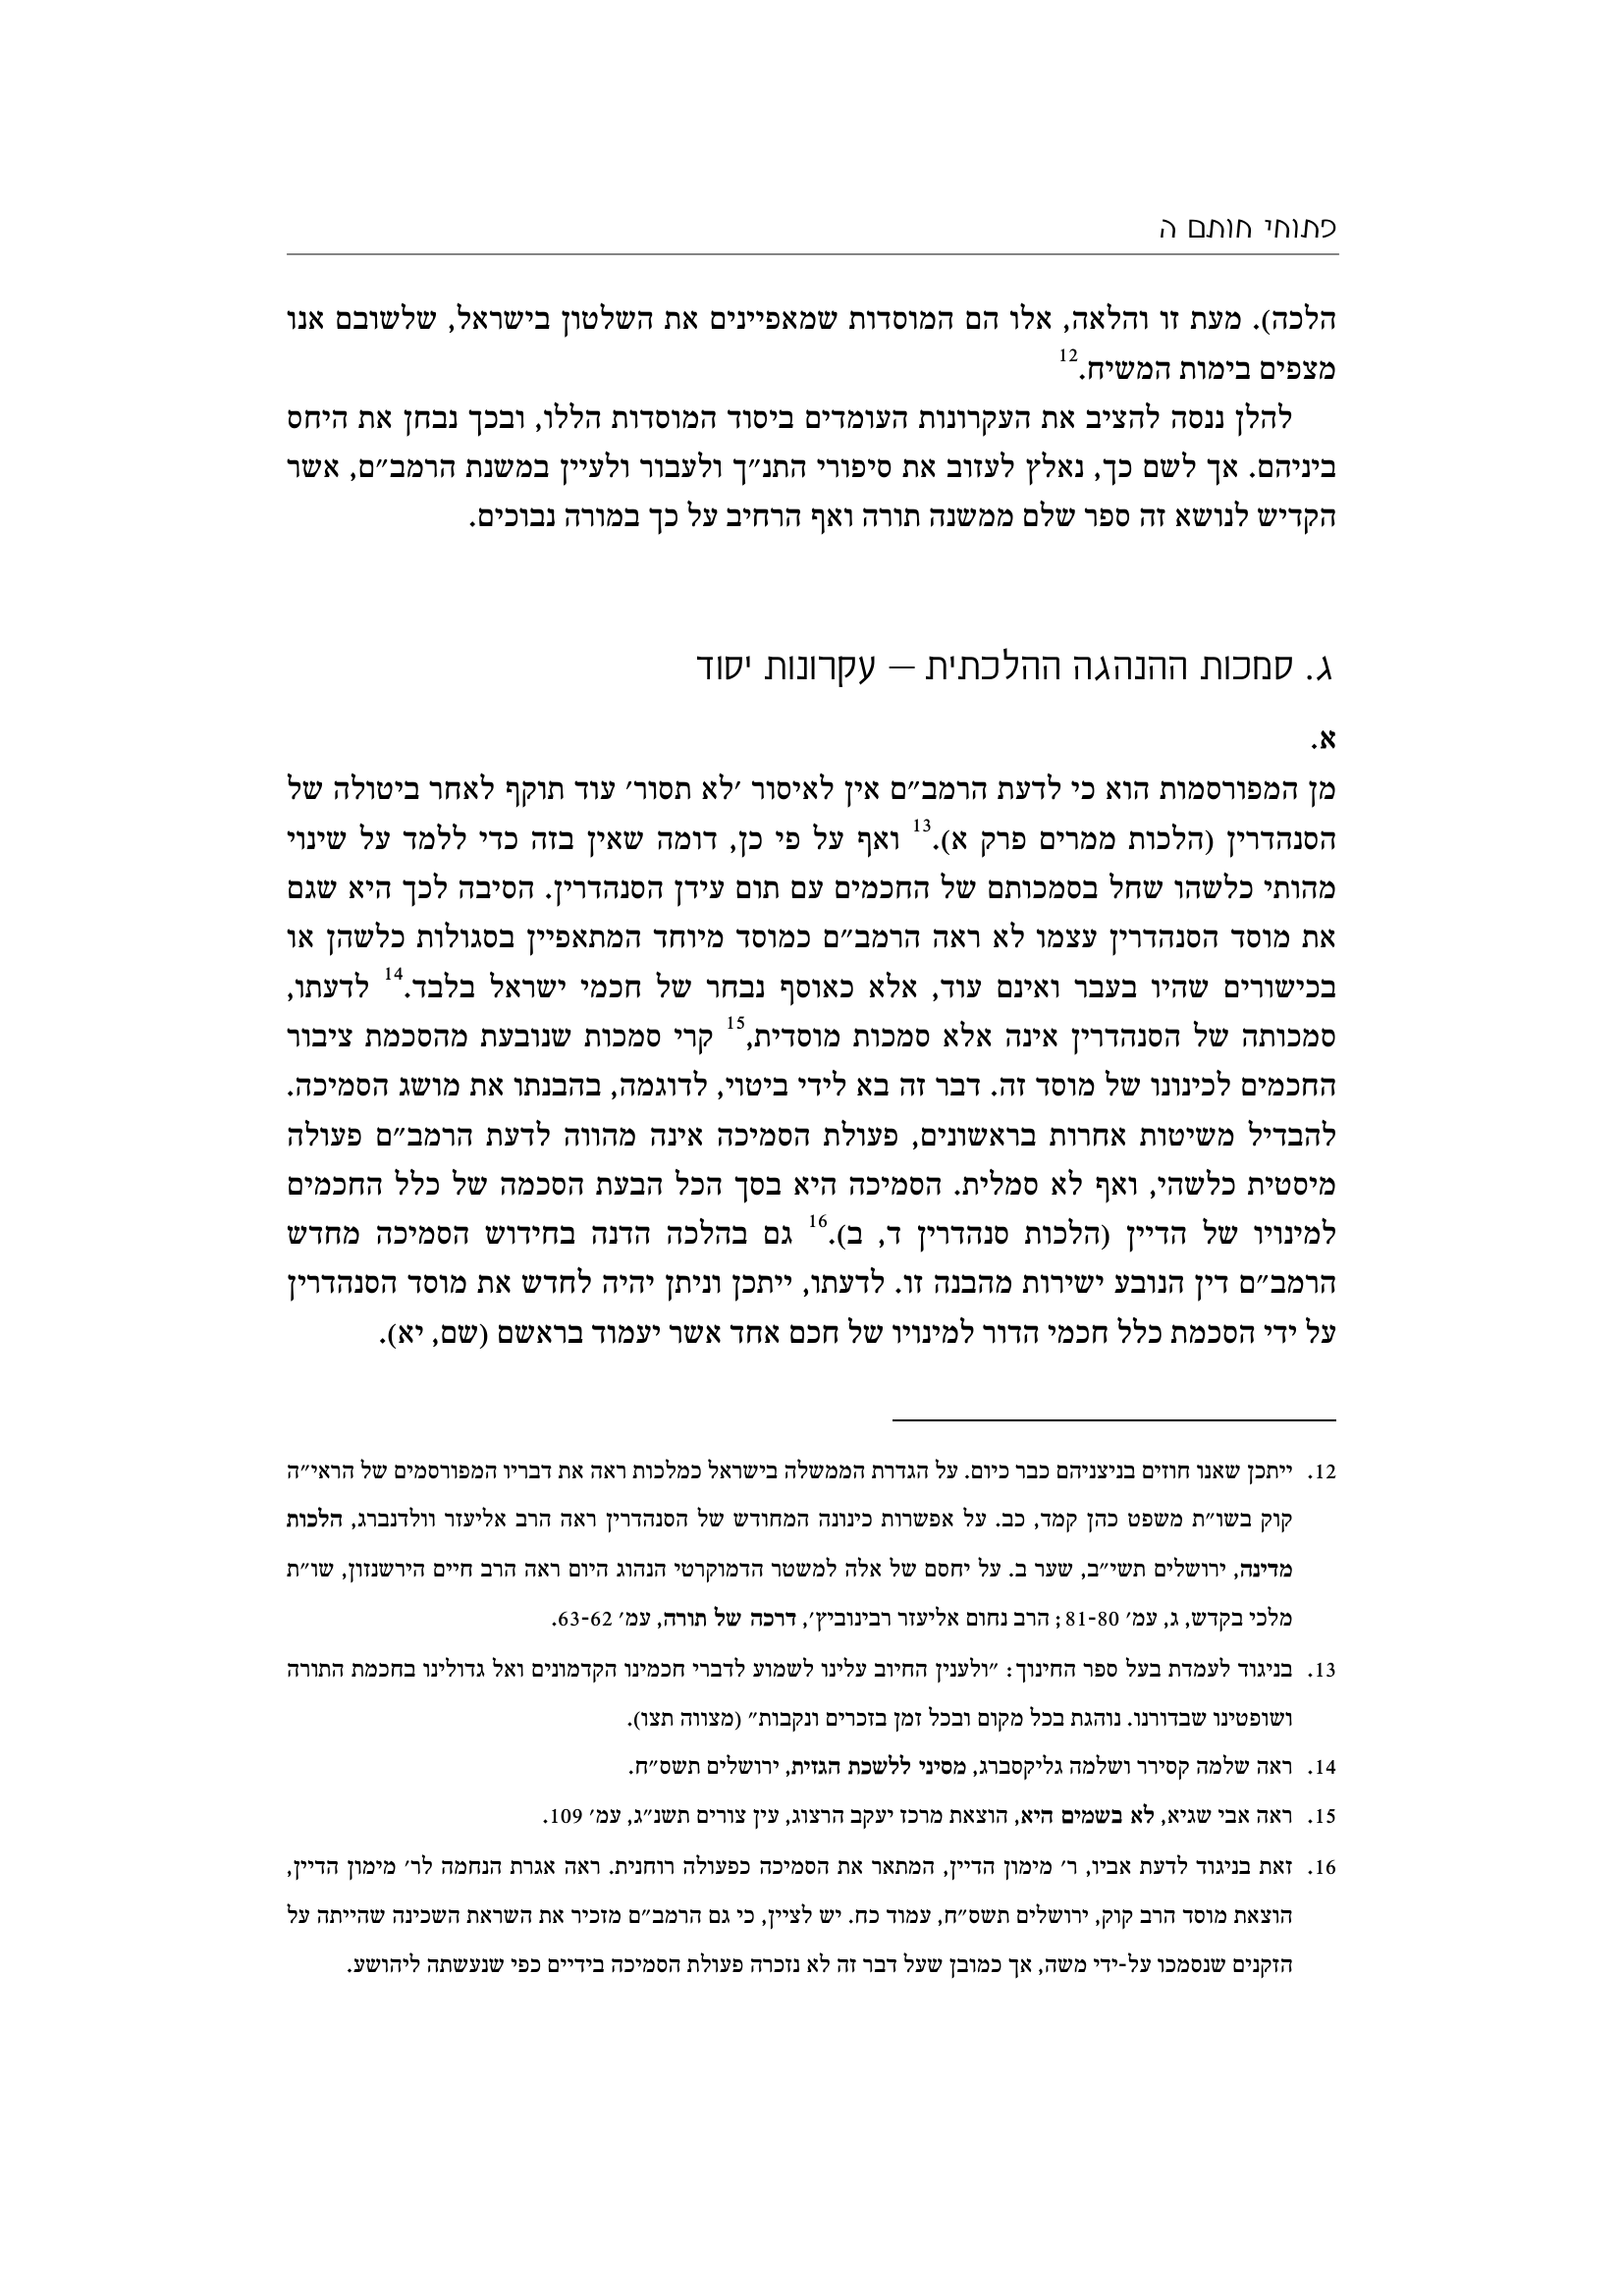 פתוחי חותם ה
הלכה). מעת זו והלאה, אלו הם המוסדות שמאפיינים את השלטון בישראל, שלשובם אנו
מצפים בימות המשיח.12
להלן ננסה להציב את העקרונות העומדים ביסוד המוסדות הללו, ובכך נבחן את היחס
ביניהם. אך לשם כך, נאלץ לעזוב את סיפורי התנ״ך ולעבור ולעיין במשנת הרמב״ם, אשר
הקדיש לנושא זה ספר שלם ממשנה תורה ואף הרחיב על כך במורה נבוכים.
ג. סמכות ההנהגה ההלכתית – עקרונות יסוד
א.
מן המפורסמות הוא כי לדעת הרמב״ם אין לאיסור ׳לא תסור׳ עוד תוקף לאחר ביטולה של
הסנהדרין (הלכות ממרים פרק א).13 ואף על פי כן, דומה שאין בזה כדי ללמד על שינוי
מהותי כלשהו שחל בסמכותם של החכמים עם תום עידן הסנהדרין. הסיבה לכך היא שגם
את מוסד הסנהדרין עצמו לא ראה הרמב״ם כמוסד מיוחד המתאפיין בסגולות כלשהן או
בכישורים שהיו בעבר ואינם עוד, אלא כאוסף נבחר של חכמי ישראל בלבד.14 לדעתו,
סמכותה של הסנהדרין אינה אלא סמכות מוסדית,15 קרי סמכות שנובעת מהסכמת ציבור
החכמים לכינונו של מוסד זה. דבר זה בא לידי ביטוי, לדוגמה, בהבנתו את מושג הסמיכה.
להבדיל משיטות אחרות בראשונים, פעולת הסמיכה אינה מהווה לדעת הרמב״ם פעולה
מיסטית כלשהי, ואף לא סמלית. הסמיכה היא בסך הכל הבעת הסכמה של כלל החכמים
למינויו של הדיין (הלכות סנהדרין ד, ב).16 גם בהלכה הדנה בחידוש הסמיכה מחדש
הרמב״ם דין הנובע ישירות מהבנה זו. לדעתו, ייתכן וניתן יהיה לחדש את מוסד הסנהדרין
על ידי הסכמת כלל חכמי הדור למינויו של חכם אחד אשר יעמוד בראשם (שם, יא).
12. ייתכן שאנו חוזים בניצניהם כבר כיום. על הגדרת הממשלה בישראל כמלכות ראה את דבריו המפורסמים של הראי״ה
קוק בשו״ת משפט כהן קמד, כב. על אפשרות כינונה המחודש של הסנהדרין ראה הרב אליעזר וולדנברג, הלכות
מדינה, ירושלים תשי״ב, שער ב. על יחסם של אלה למשטר הדמוקרטי הנהוג היום ראה הרב חיים הירשנזון, שו״ת
מלכי בקדש, ג, עמ׳ 81-80; הרב נחום אליעזר רבינוביץ׳, דרכה של תורה, עמ׳ 63-62.
13. בניגוד לעמדת בעל ספר החינוך: ״ולענין החיוב עלינו לשמוע לדברי חכמינו הקדמונים ואל גדולינו בחכמת התורה
ושופטינו שבדורנו. נוהגת בכל מקום ובכל זמן בזכרים ונקבות״ (מצווה תצו).
14. ראה שלמה קסירר ושלמה גליקסברג, מסיני ללשכת הגזית, ירושלים תשס״ח.
15. ראה אבי שגיא, לא בשמים היא, הוצאת מרכז יעקב הרצוג, עין צורים תשנ״ג, עמ׳ 109.
16. זאת בניגוד לדעת אביו, ר׳ מימון הדיין, המתאר את הסמיכה כפעולה רוחנית. ראה אגרת הנחמה לר׳ מימון הדיין,
הוצאת מוסד הרב קוק, ירושלים תשס״ח, עמוד כח. יש לציין, כי גם הרמב״ם מזכיר את השראת השכינה שהייתה על
הזקנים שנסמכו על-ידי משה, אך כמובן שעל דבר זה לא נזכרה פעולת הסמיכה בידיים כפי שנעשתה ליהושע.